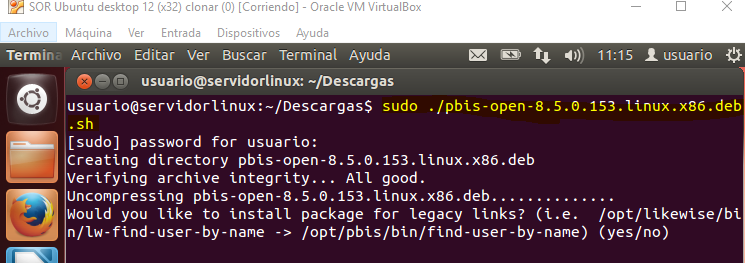 SOR Ubuntu desktop 12 (x32) clonar (0) [Corriendo] - Oracle VM VirtualBox
Archivo Máquina Ver Entrada Dispositivos Ayuda
Termina Archivo Editar Ver Buscar Terminal Ayuda 11:15 usuario
usuario@servidorlinux: ~/Descargas
usuario@servidorlinux:~/Descargas$ sudo ./pbis-open-8.5.0.153.linux.x86.deb
.sh
[sudo] password for usuario:
Creating directory pbis-open-8.5.0.153.linux.x86.deb
Verifying archive integrity... All good.
Uncompressing pbis-open-8.5.0.153.linux.x86.deb..............
Would you like to install package for legacy links? (i.e.  /opt/likewise/bi
n/lw-find-user-by-name -> /opt/pbis/bin/find-user-by-name) (yes/no)